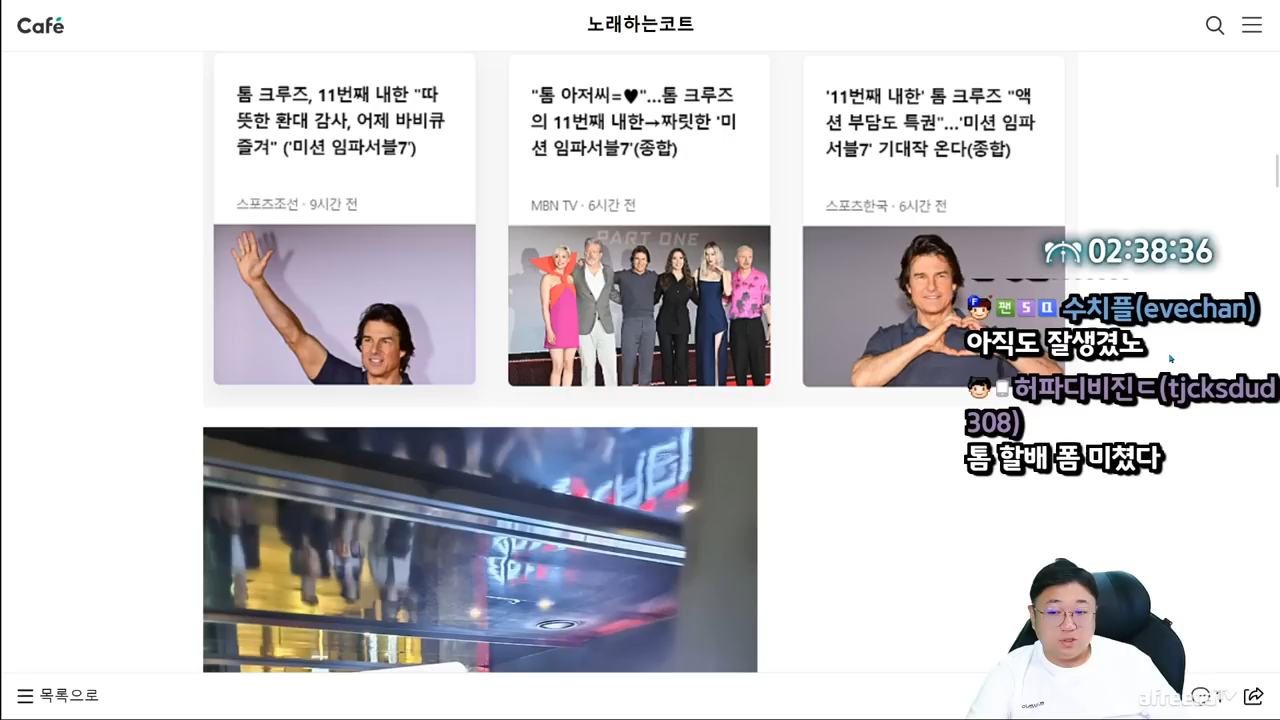 Café
노래하는코트
톰 크루즈, 11번째 내한 "따
뜻한 환대 감사, 어제 바비큐
즐겨" ('미션 임파서블7')
스포츠조선 · 9시간 전
"톰 아저씨=♥"...톰 크루즈
의 11번째 내한→짜릿한 '미
션 임파서블7'(종합)
MBN TV · 6시간 전
'11번째 내한' 톰 크루즈 "액
션 부담도 특권"...'미션 임파
서블7' 기대작 온다(종합)
스포츠한국 · 6시간 전
PART ONE
02:38:36
F 팬 5 수치플(evechan)
아직도 잘생겼노
허파디비진ㄷ(tjcksdud
308)
톰 할배 폼 미쳤다
목록으로
afreecaTV